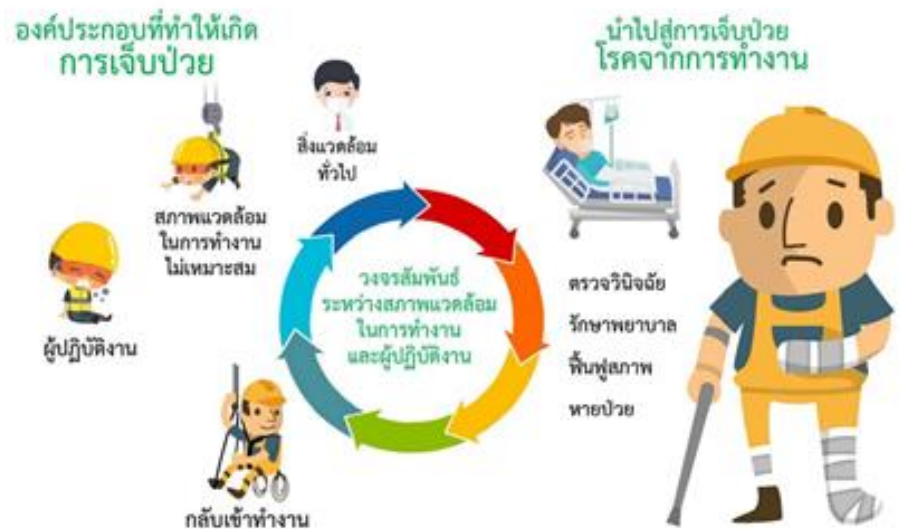 องค์ประกอบที่ทำให้เกิด
การเจ็บป่วย
สิ่งแวดล้อม
ทั่วไป
สภาพแวดล้อม
ในการทำงาน
ไม่เหมาะสม
ผู้ปฏิบัติงาน
กลับเข้าทำงาน
วงจรสัมพันธ์
ระหว่างสภาพแวดล้อม
ในการทำงาน
และผู้ปฏิบัติงาน
นำไปสู่การเจ็บป่วย
โรคจากการทำงาน
ตรวจวินิจฉัย
รักษาพยาบาล
ฟื้นฟูสภาพ
หายป่วย